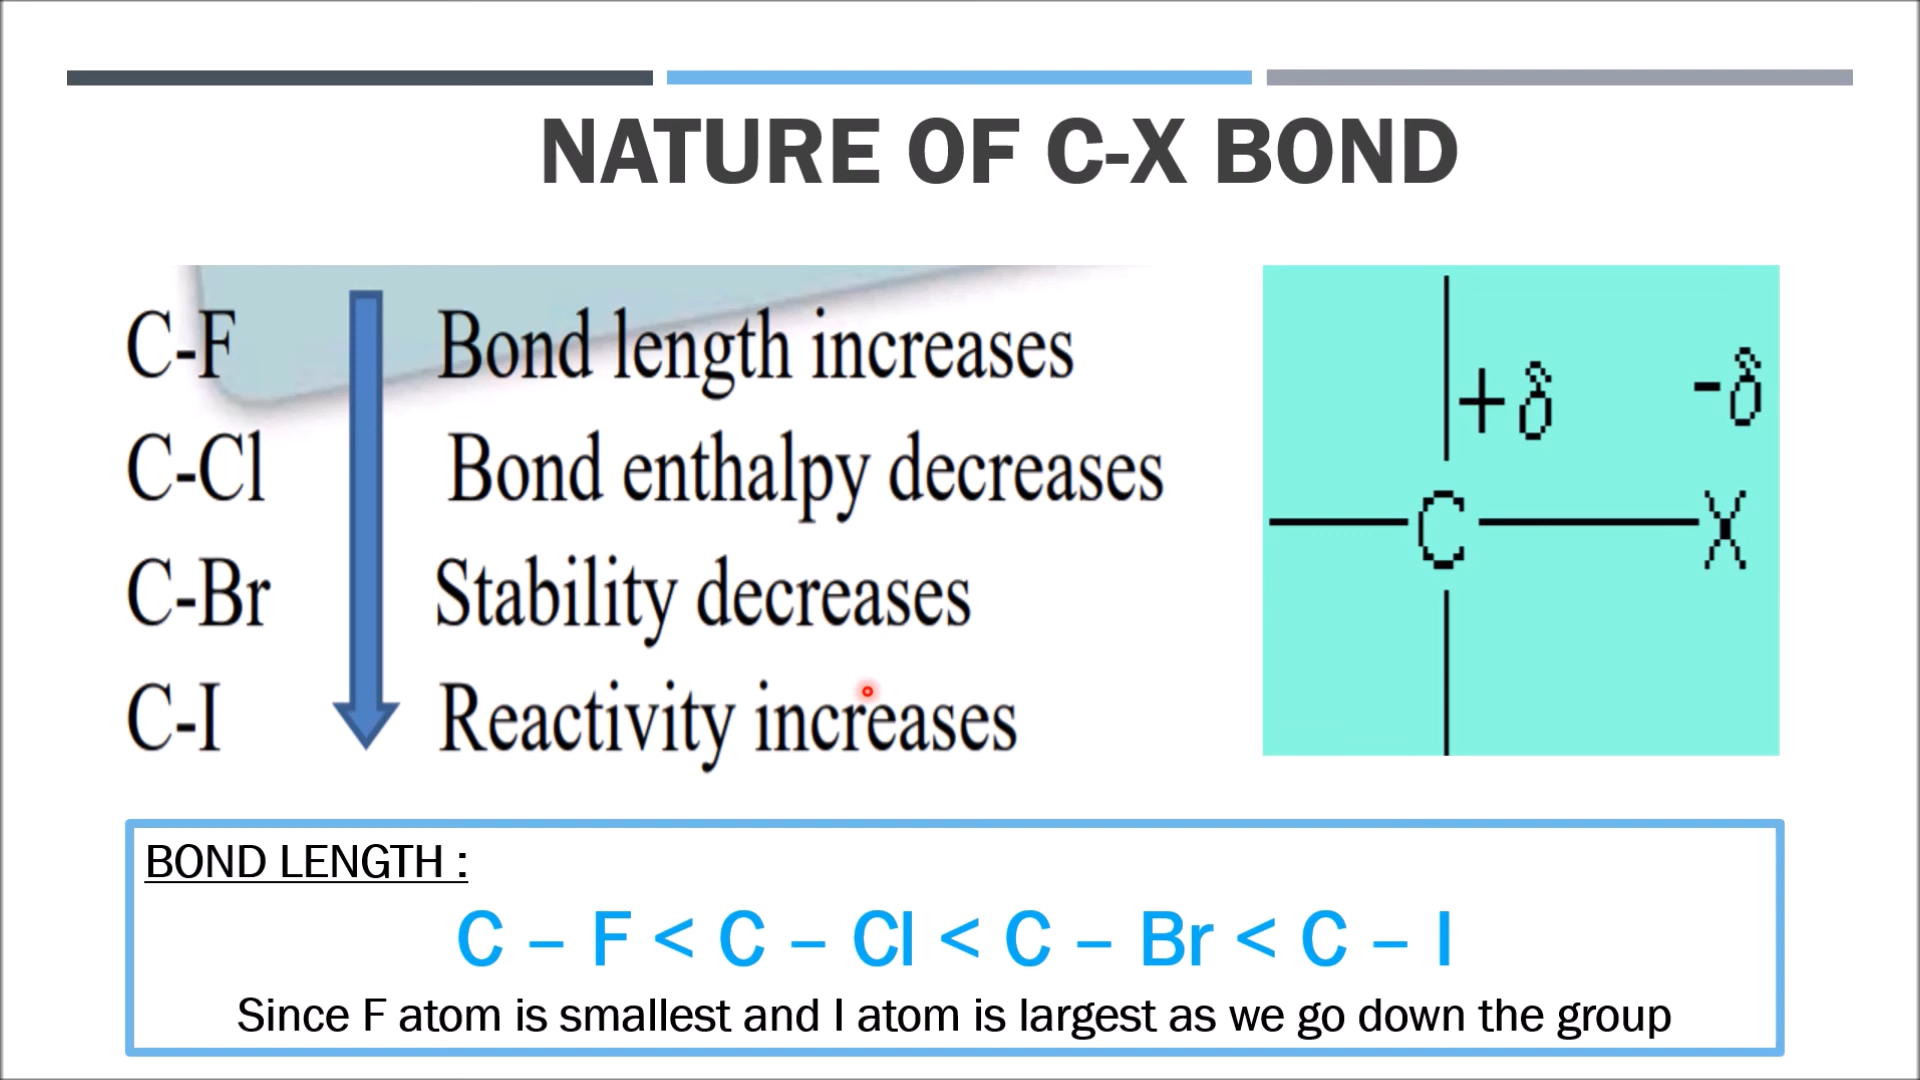 NATURE OF C-X BOND
C-F Bond length increases
C-Cl Bond enthalpy decreases
C-Br Stability decreases
C-I Reactivity increases
+δ -δ
C X
BOND LENGTH :
C – F < C – Cl < C – Br < C – I
Since F atom is smallest and I atom is largest as we go down the group